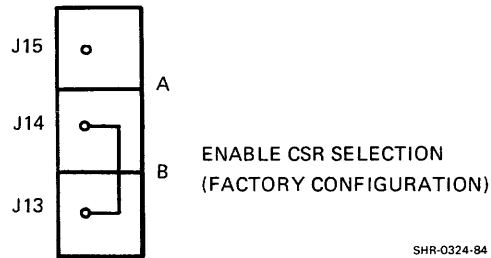 J15
A
J14
B
ENABLE CSR SELECTION
(FACTORY CONFIGURATION)
J13
SHR-0324-84